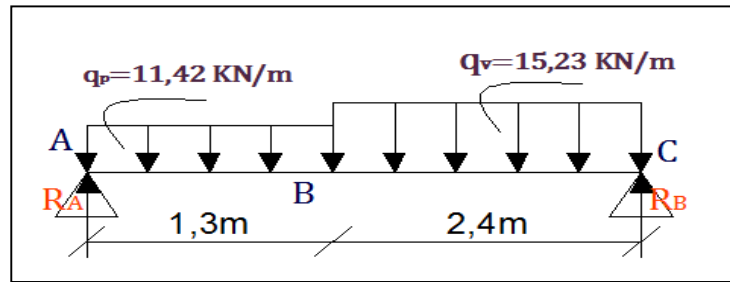 qᵥ=15,23 KN/m
qₚ=11,42 KN/m
A
C
B
RA
RB
1,3m
2,4m